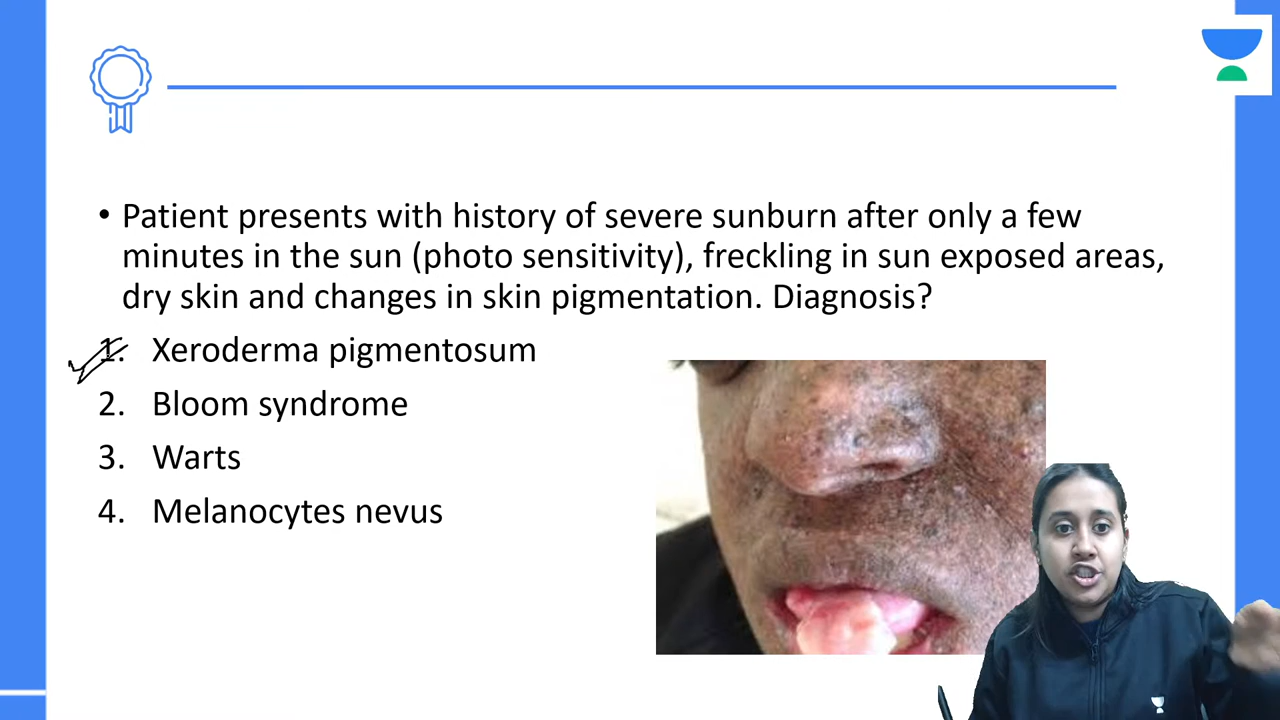 • Patient presents with history of severe sunburn after only a few
minutes in the sun (photo sensitivity), freckling in sun exposed areas,
dry skin and changes in skin pigmentation. Diagnosis?
1. Xeroderma pigmentosum
2. Bloom syndrome
3. Warts
4. Melanocytes nevus